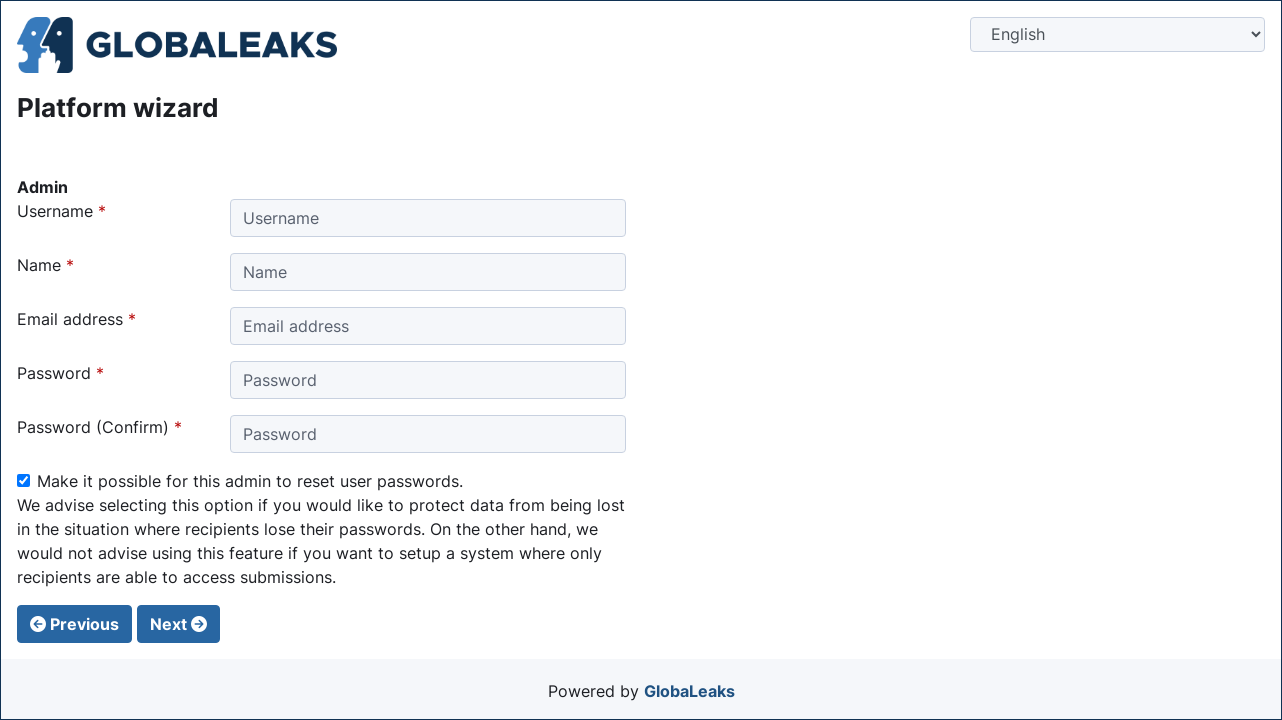 GLOBALEAKS
English
Platform wizard
Admin
Username *
Username
Name *
Name
Email address *
Email address
Password *
Password
Password (Confirm) *
Password
Make it possible for this admin to reset user passwords.
We advise selecting this option if you would like to protect data from being lost
in the situation where recipients lose their passwords. On the other hand, we
would not advise using this feature if you want to setup a system where only
recipients are able to access submissions.
Previous
Next
Powered by GlobaLeaks